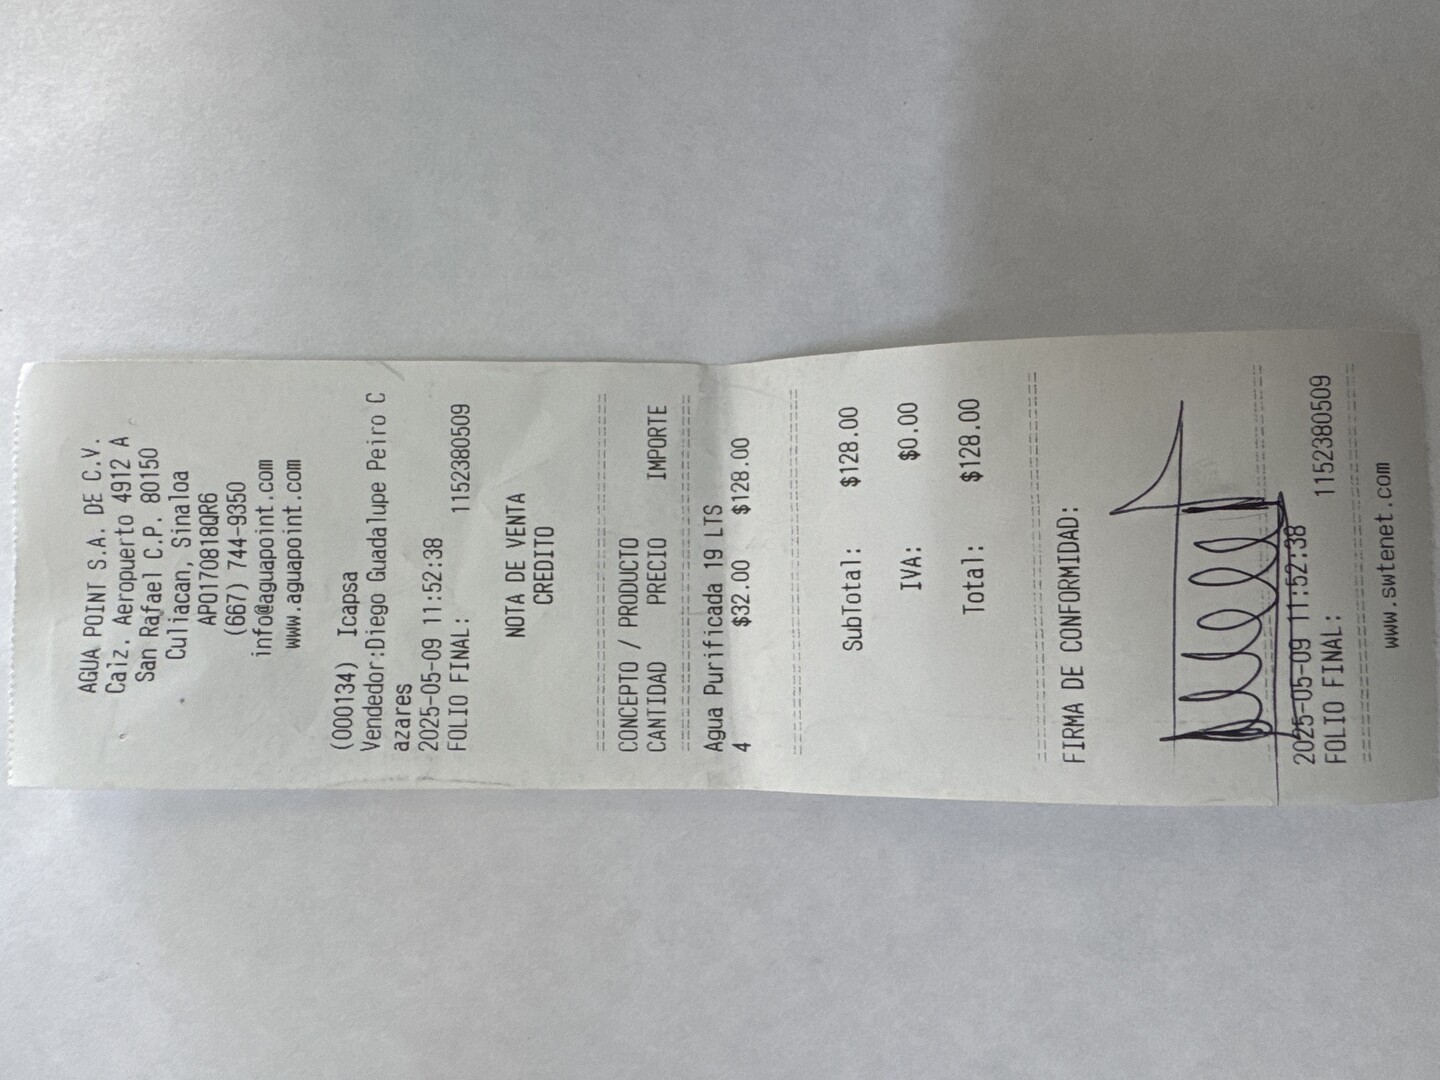 AGUA POINT S.A. DE C.V.
Calz. Aeropuerto 4912 A
San Rafael C.P. 80150
Culiacan, Sinaloa
APO170818QR6
(667) 744-9350
info@aguapoint.com
www.aguapoint.com
(000134) Icapsa
Vendedor:Diego Guadalupe Peiro C
azares
2025-05-09 11:52:38
FOLIO FINAL: 1152380509
NOTA DE VENTA
CREDITO
CONCEPTO / PRODUCTO
CANTIDAD PRECIO IMPORTE
Agua Purificada 19 LTS
4 $32.00 $128.00
SubTotal: $128.00
IVA: $0.00
Total: $128.00
FIRMA DE CONFORMIDAD:
2025-05-09 11:52:38
FOLIO FINAL: 1152380509
www.swtenet.com